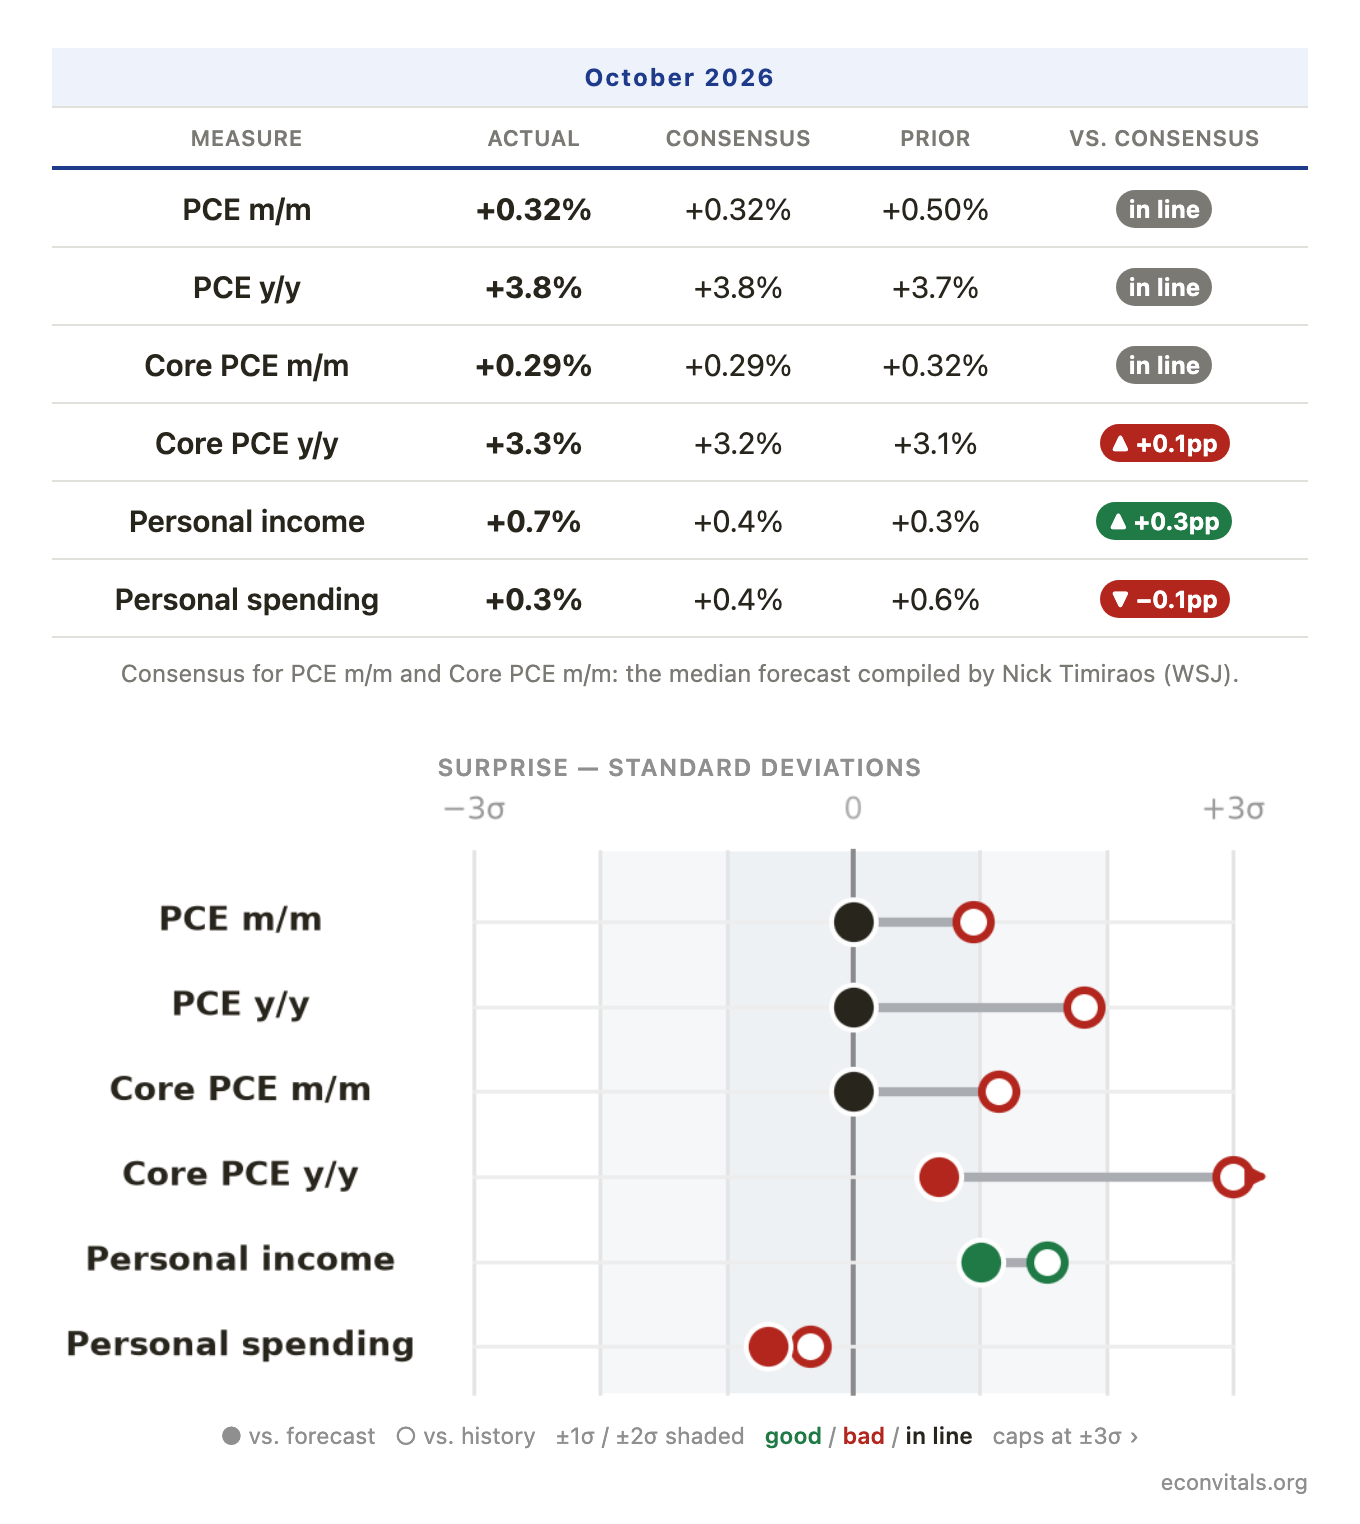 October 2026
MEASURE ACTUAL CONSENSUS PRIOR VS. CONSENSUS
PCE m/m +0.32% +0.32% +0.50% in line
PCE y/y +3.8% +3.8% +3.7% in line
Core PCE m/m +0.29% +0.29% +0.32% in line
Core PCE y/y +3.3% +3.2% +3.1% ▲ +0.1pp
Personal income +0.7% +0.4% +0.3% ▲ +0.3pp
Personal spending +0.3% +0.4% +0.6% ▼ −0.1pp
Consensus for PCE m/m and Core PCE m/m: the median forecast compiled by Nick Timiraos (WSJ).
SURPRISE — STANDARD DEVIATIONS
−3σ 0 +3σ
PCE m/m
PCE y/y
Core PCE m/m
Core PCE y/y
Personal income
Personal spending
vs. forecast vs. history ±1σ / ±2σ shaded good / bad / in line caps at ±3σ ›
econvitals.org